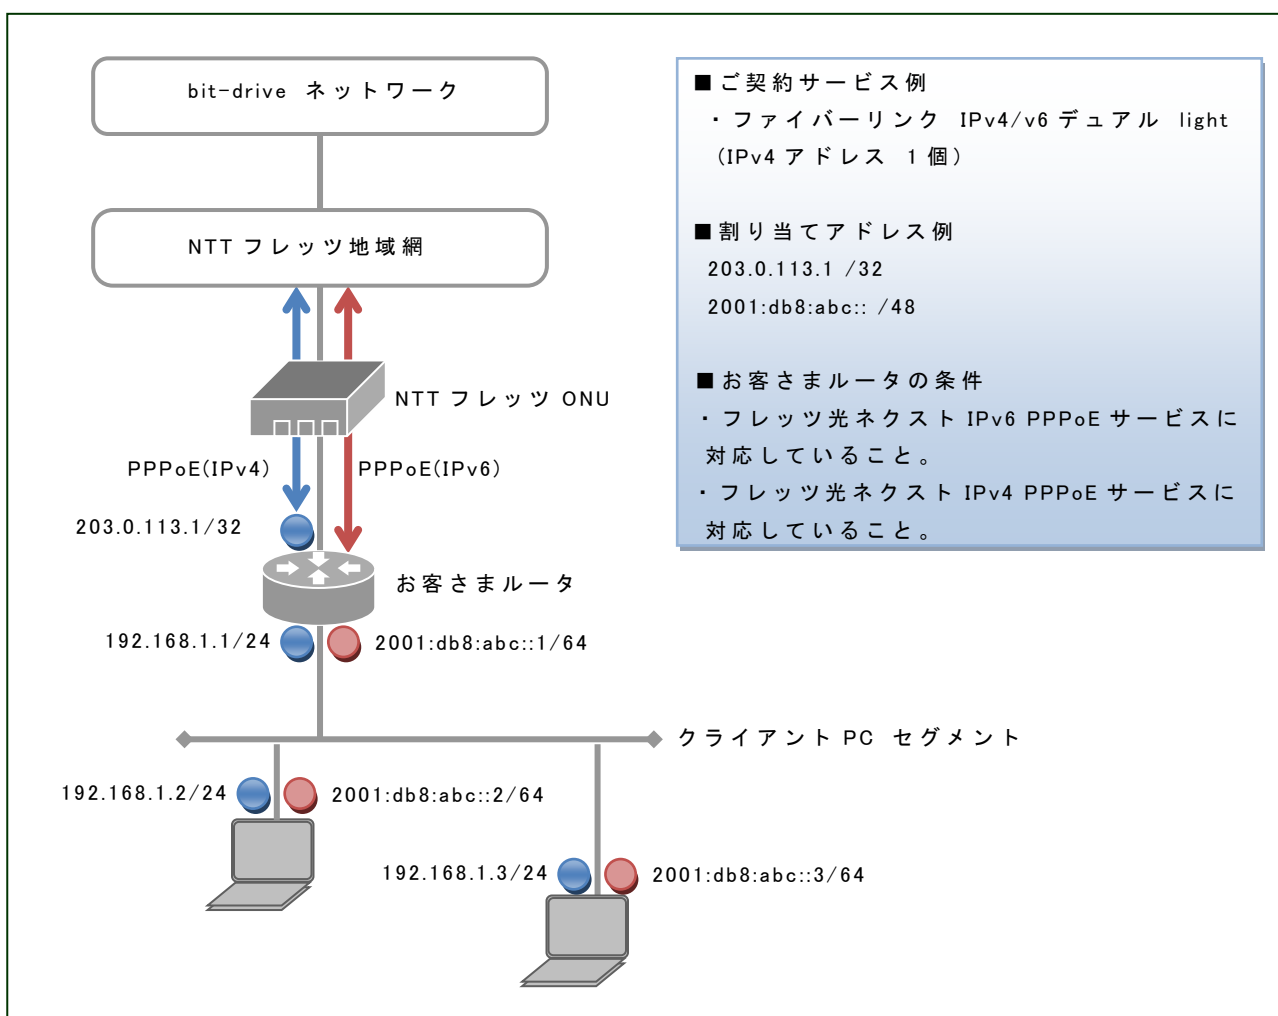 bit-drive ネットワーク
NTT フレッツ地域網
NTT フレッツ ONU
PPPoE(IPv4)
PPPoE(IPv6)
203.0.113.1/32
お客さまルータ
192.168.1.1/24
2001:db8:abc::1/64
クライアント PC セグメント
192.168.1.2/24
2001:db8:abc::2/64
192.168.1.3/24
2001:db8:abc::3/64
■ご契約サービス例
・ファイバーリンク IPv4/v6 デュアル light
(IPv4 アドレス 1 個)
■割り当てアドレス例
203.0.113.1 /32
2001:db8:abc:: /48
■お客さまルータの条件
・フレッツ光ネクスト IPv6 PPPoE サービスに
対応していること。
・フレッツ光ネクスト IPv4 PPPoE サービスに
対応していること。